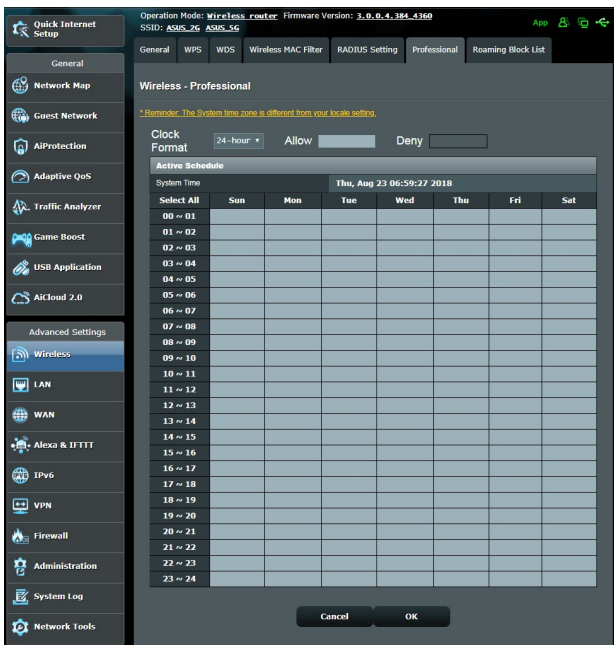 Quick Internet
Setup
General
Network Map
Guest Network
AiProtection
Adaptive QoS
Traffic Analyzer
Game Boost
USB Application
AiCloud 2.0
Advanced Settings
Wireless
LAN
WAN
Alexa & IFTTT
IPv6
VPN
Firewall
Administration
System Log
Network Tools
Operation Mode: Wireless router Firmware Version: 3.0.0.4.384_4360
SSID: ASUS_2G ASUS_5G
App
General WPS WDS Wireless MAC Filter RADIUS Setting Professional Roaming Block List
Wireless - Professional
* Reminder: The System time zone is different from your locale setting.
Clock
Format
24-hour
Allow
Deny
Active Schedule
System Time Thu, Aug 23 06:59:27 2018
Select All Sun Mon Tue Wed Thu Fri Sat
00 ~ 01
01 ~ 02
02 ~ 03
03 ~ 04
04 ~ 05
05 ~ 06
06 ~ 07
07 ~ 08
08 ~ 09
09 ~ 10
10 ~ 11
11 ~ 12
12 ~ 13
13 ~ 14
14 ~ 15
15 ~ 16
16 ~ 17
17 ~ 18
18 ~ 19
19 ~ 20
20 ~ 21
21 ~ 22
22 ~ 23
23 ~ 24
Cancel OK